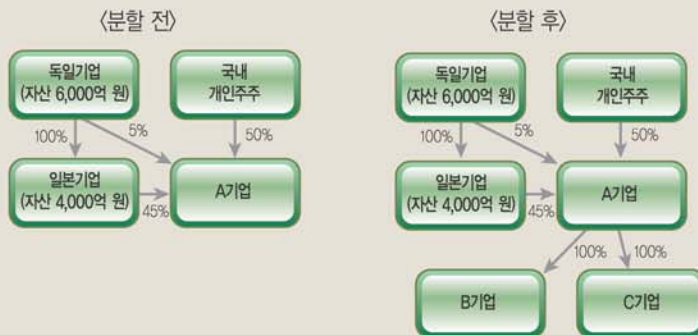 〈분할 전〉
독일기업
(자산 6,000억 원)
국내
개인주주
100%
5%
50%
일본기업
(자산 4,000억 원)
45%
A기업
〈분할 후〉
독일기업
(자산 6,000억 원)
국내
개인주주
100%
5%
50%
일본기업
(자산 4,000억 원)
45%
A기업
100%
100%
B기업
C기업